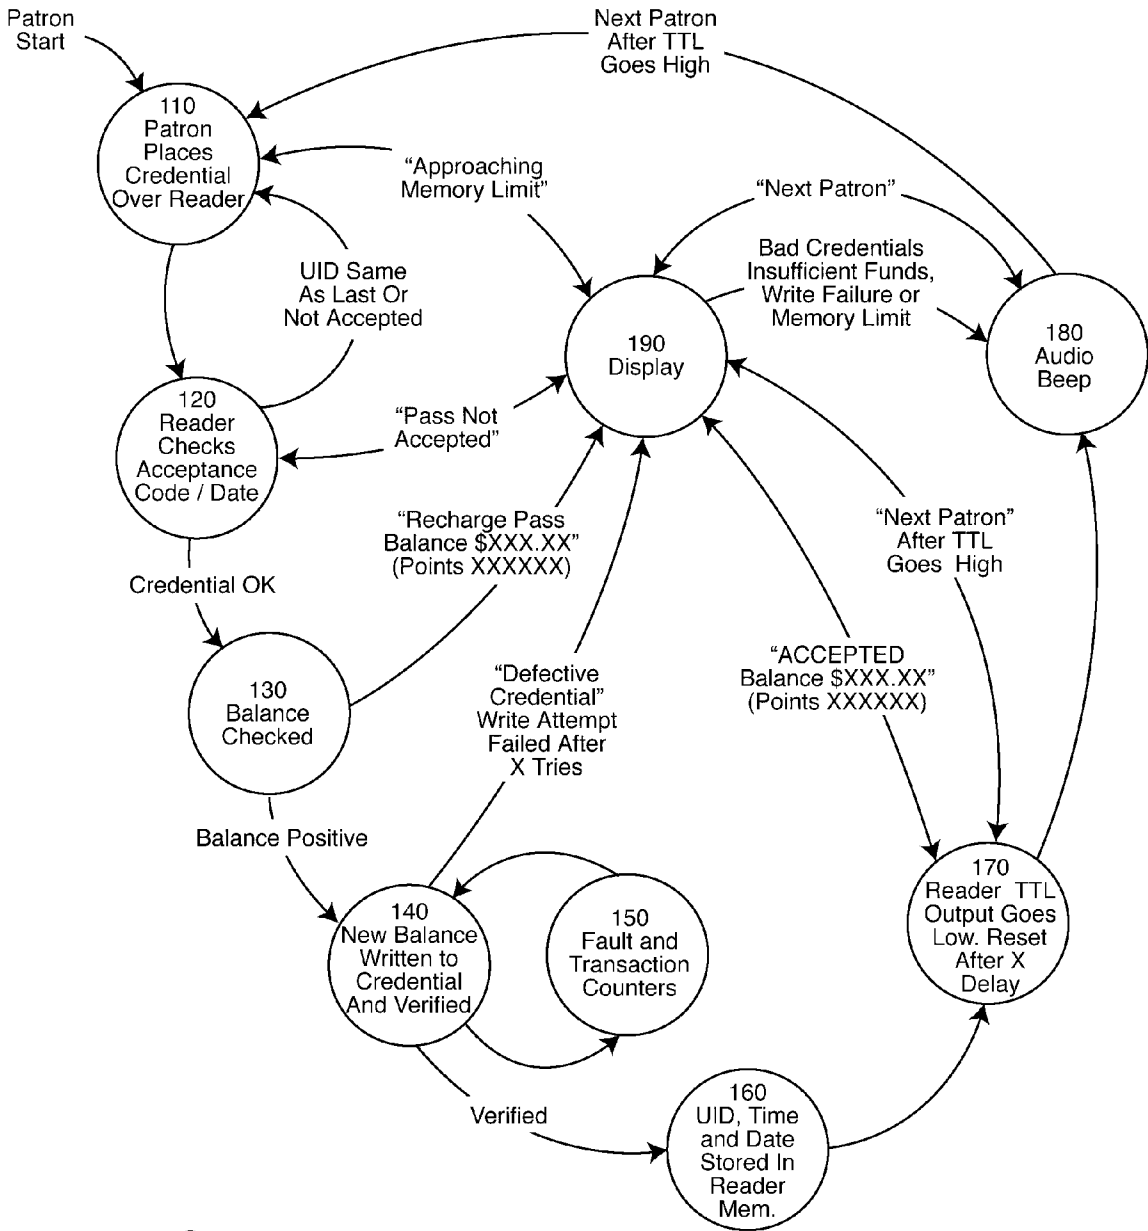 Patron
Start
Next Patron
After TTL
Goes High
110
Patron
Places
Credential
Over Reader
“Approaching
Memory Limit”
“Next Patron”
UID Same
As Last Or
Not Accepted
Bad Credentials
Insufficient Funds,
Write Failure or
Memory Limit
190
Display
180
Audio
Beep
120
Reader
Checks
Acceptance
Code / Date
“Pass Not
Accepted”
“Recharge Pass
Balance $XXX.XX”
(Points XXXXXX)
“Next Patron”
After TTL
Goes High
Credential OK
130
Balance
Checked
“Defective
Credential”
Write Attempt
Failed After
X Tries
“ACCEPTED
Balance $XXX.XX”
(Points XXXXXX)
Balance Positive
140
New Balance
Written to
Credential
And Verified
150
Fault and
Transaction
Counters
170
Reader TTL
Output Goes
Low. Reset
After X
Delay
Verified
160
UID, Time
and Date
Stored In
Reader
Mem.